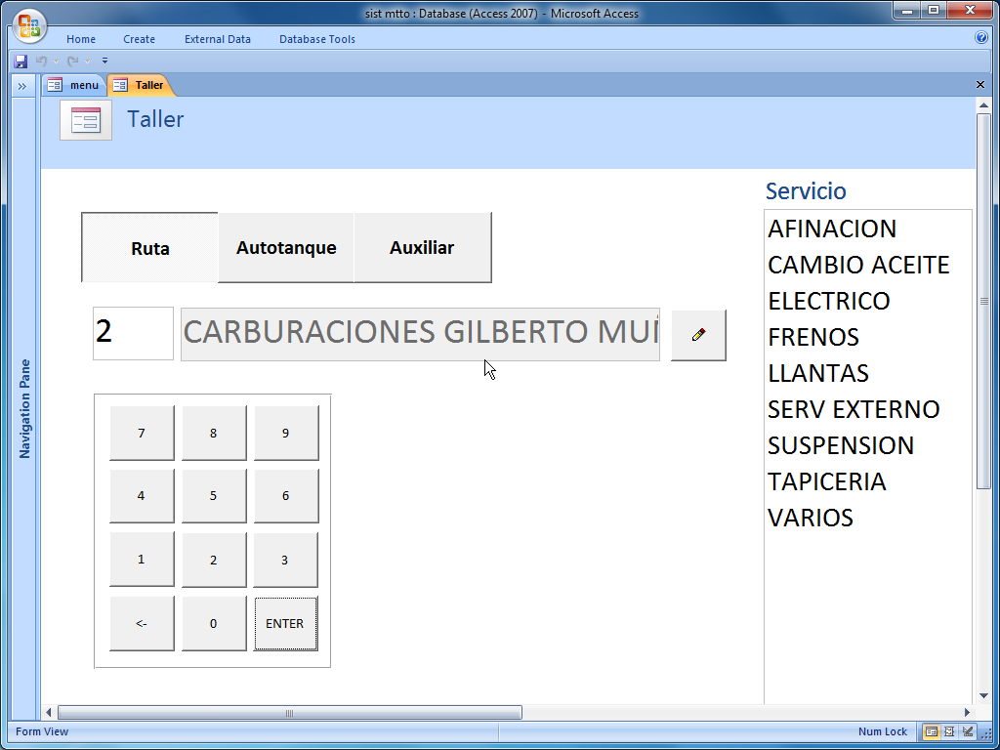 sist mtto : Database (Access 2007) - Microsoft Access
Home Create External Data Database Tools
» menu Taller
Taller
Servicio
Ruta Autotanque Auxiliar
AFINACION
CAMBIO ACEITE
ELECTRICO
FRENOS
LLANTAS
SERV EXTERNO
SUSPENSION
TAPICERIA
VARIOS
2 CARBURACIONES GILBERTO
7 8 9
4 5 6
1 2 3
<- 0 ENTER
Navigation Pane
Form View Num Lock